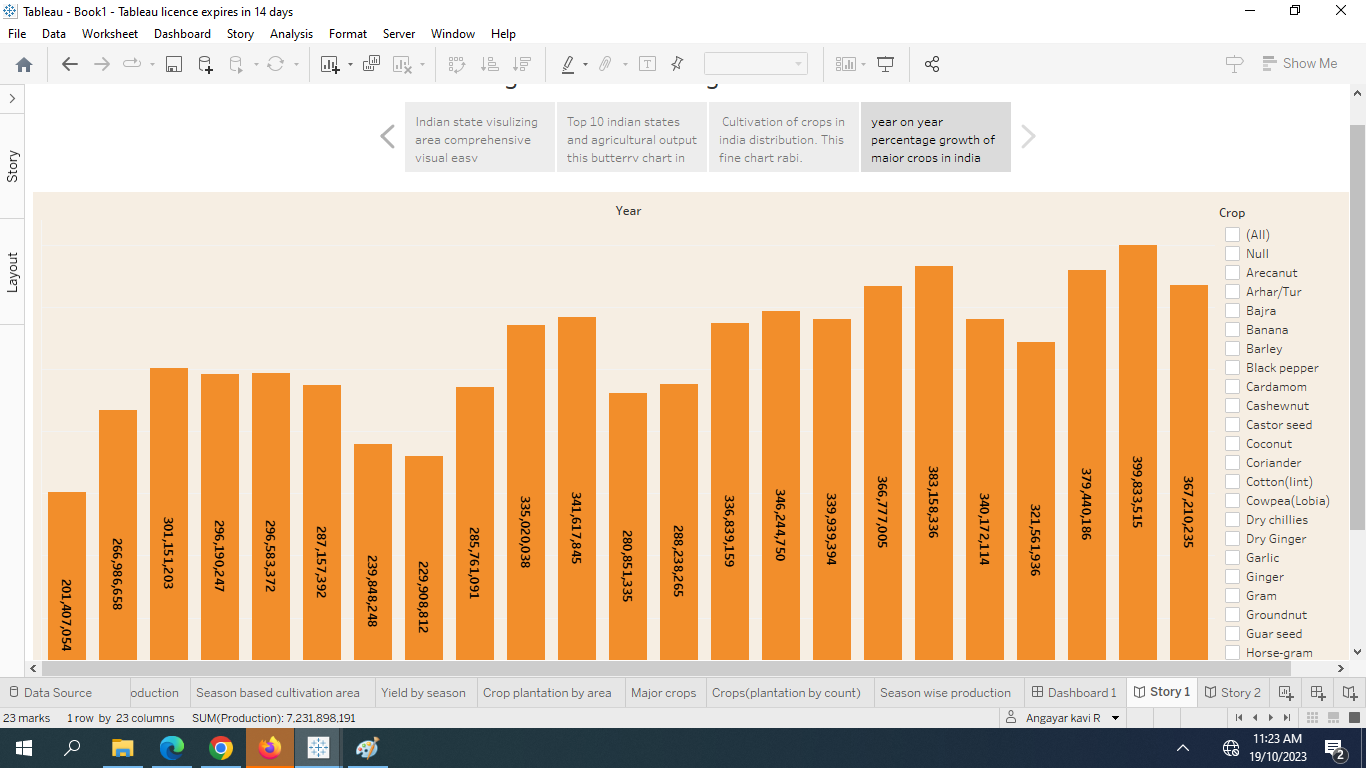 Tableau - Book1 - Tableau licence expires in 14 days
File Data Worksheet Dashboard Story Analysis Format Server Window Help
Show Me
Story
Layout
Indian state visulizing
area comprehensive
visual easy
Top 10 indian states
and agricultural output
this butterry chart in
Cultivation of crops in
india distribution. This
fine chart rabi,
year on year
percentage growth of
major crops in india
Year
201,407,054
266,986,658
301,151,203
296,190,247
296,583,372
287,157,392
239,848,248
229,908,812
285,761,091
335,020,038
341,617,845
280,851,335
288,238,265
336,839,159
346,244,750
339,939,394
366,777,005
383,158,336
340,172,114
321,561,936
379,440,186
399,833,515
367,210,235
Crop
(All)
Null
Arecanut
Arhar/Tur
Bajra
Banana
Barley
Black pepper
Cardamom
Cashewnut
Castor seed
Coconut
Coriander
Cotton(lint)
Cowpea(Lobia)
Dry chillies
Dry Ginger
Garlic
Ginger
Gram
Groundnut
Guar seed
Horse-gram
Data Source oduction Season based cultivation area Yield by season Crop plantation by area Major crops Crops(plantation by count) Season wise production Dashboard 1 Story 1 Story 2
23 marks 1 row by 23 columns SUM(Production): 7,231,898,191 Angayar kavi R
11:23 AM
19/10/2023
2